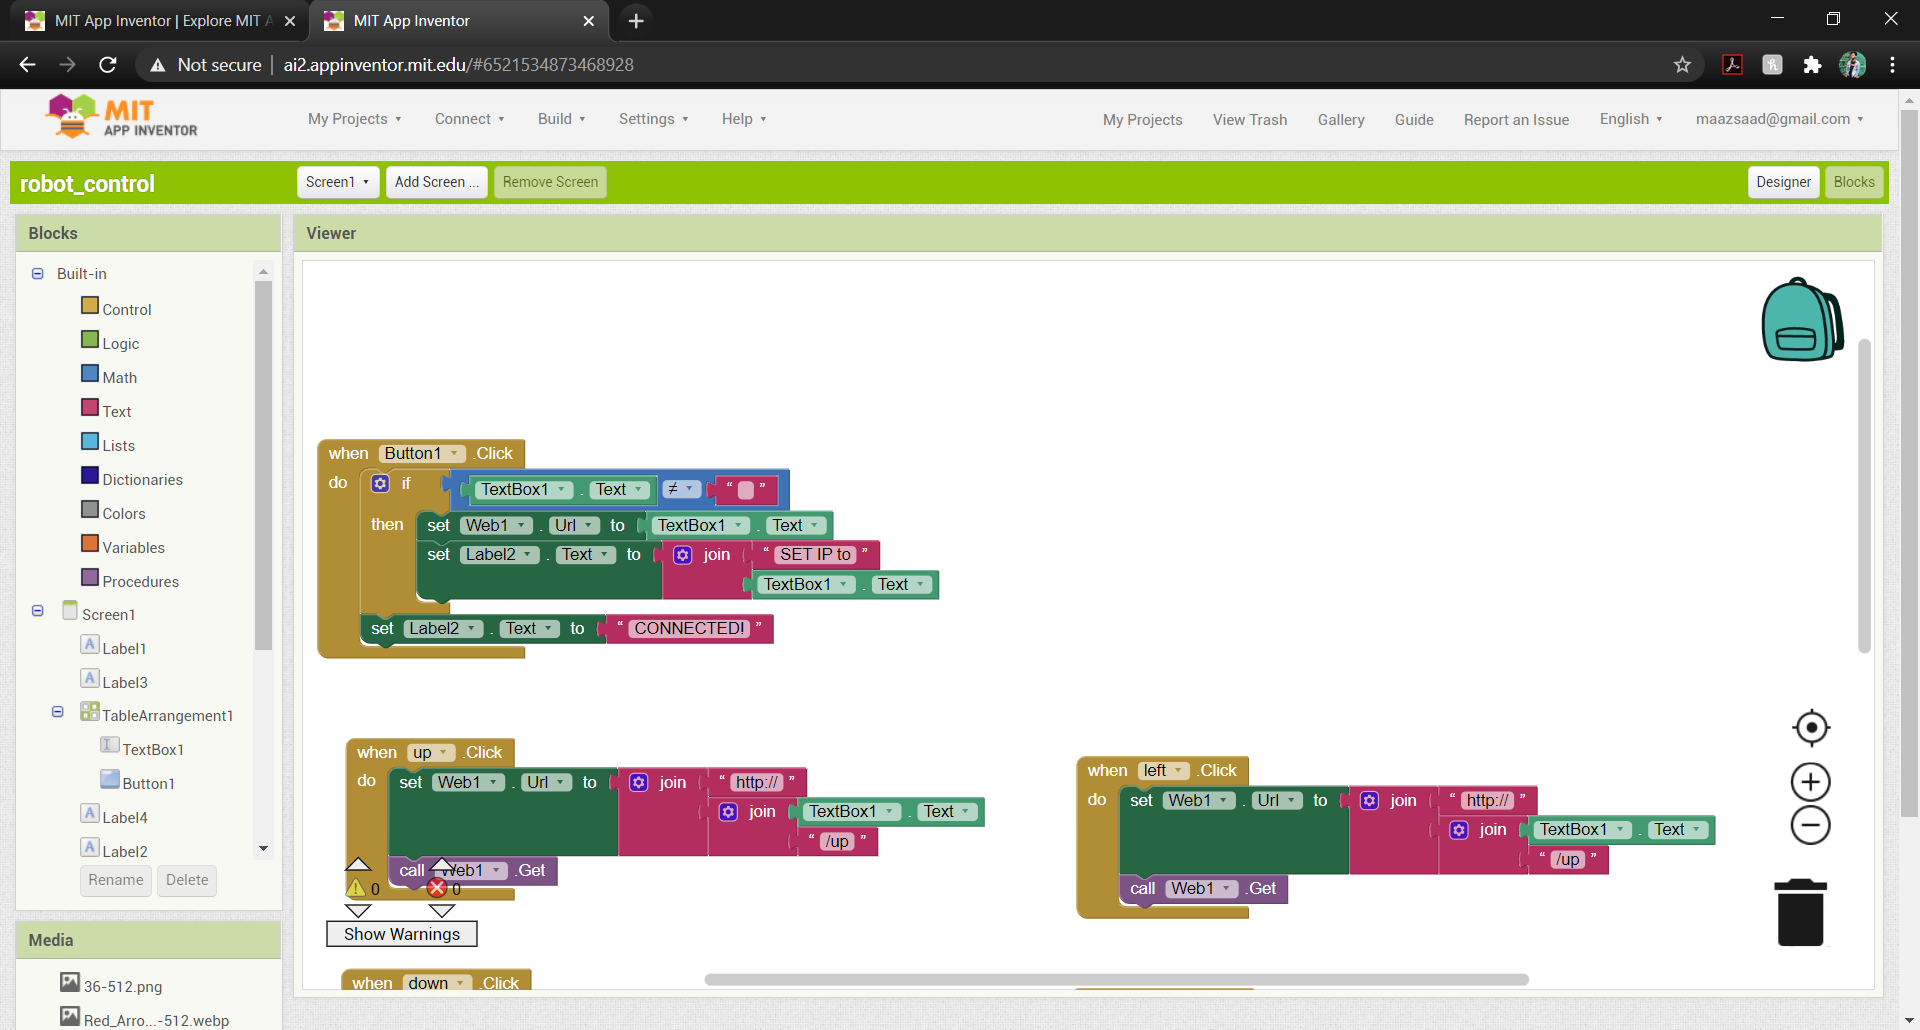 MIT App Inventor | Explore MIT A
MIT App Inventor
Not secure | ai2.appinventor.mit.edu/#6521534873468928
MIT
APP INVENTOR
My Projects Connect Build Settings Help My Projects View Trash Gallery Guide Report an Issue English maazsaad@gmail.com
robot_control Screen1 Add Screen ... Remove Screen Designer Blocks
Blocks
Built-in
Control
Logic
Math
Text
Lists
Dictionaries
Colors
Variables
Procedures
Screen1
Label1
Label3
TableArrangement1
TextBox1
Button1
Label4
Label2
Rename Delete
Media
36-512.png
Red_Arro...-512.webp
Viewer
when Button1 .Click
do if TextBox1 . Text ≠ " "
then set Web1 . Url to TextBox1 . Text
set Label2 . Text to join " SET IP to "
TextBox1 . Text
set Label2 . Text to " CONNECTED! "
when up .Click
do set Web1 . Url to join " http:// "
join TextBox1 . Text
" /up "
call Web1 .Get
0 0
Show Warnings
when left .Click
do set Web1 . Url to join " http:// "
join TextBox1 . Text
" /up "
call Web1 .Get
when down .Click